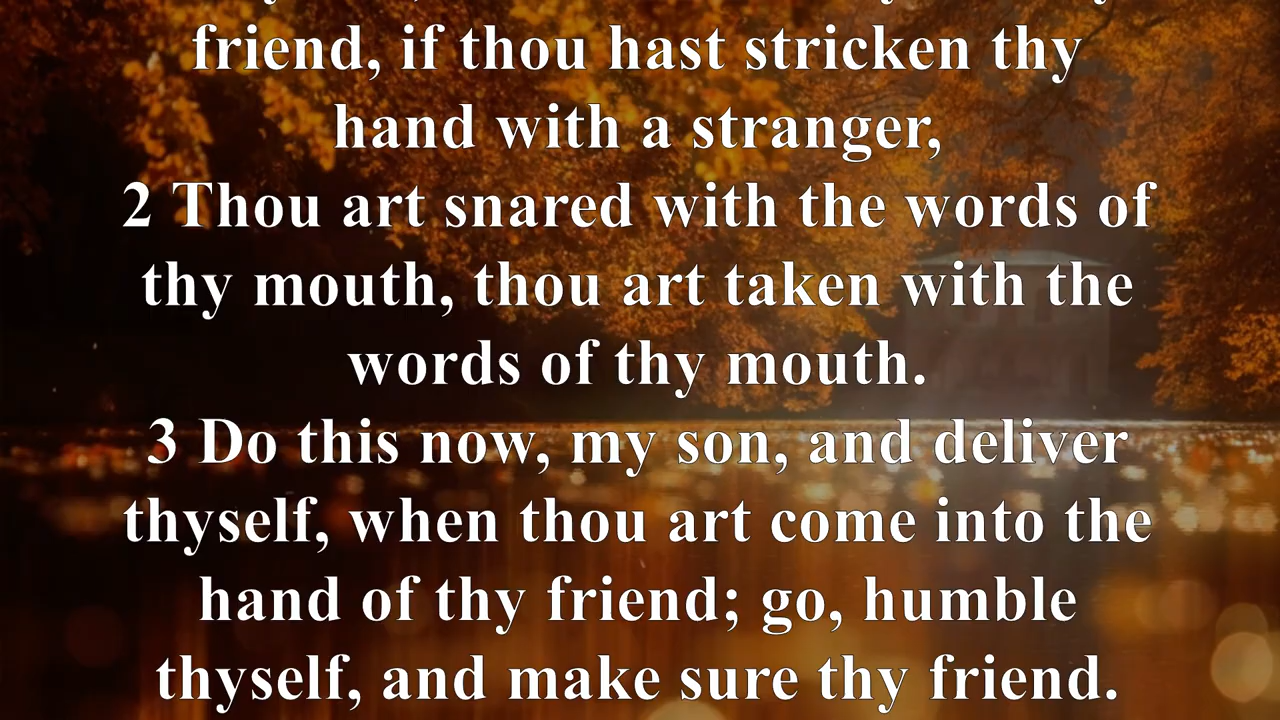 friend, if thou hast stricken thy
hand with a stranger,
2 Thou art snared with the words of
thy mouth, thou art taken with the
words of thy mouth.
3 Do this now, my son, and deliver
thyself, when thou art come into the
hand of thy friend; go, humble
thyself, and make sure thy friend.